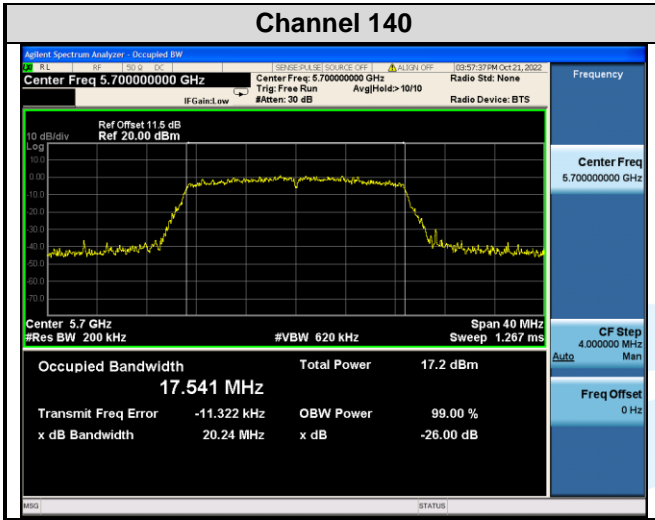 Channel 140
Agilent Spectrum Analyzer - Occupied BW
RL RF 50 Ω DC SENSE:PULSE SOURCE OFF ALIGN OFF 03:57:37PM Oct 21, 2022
Center Freq 5.700000000 GHz
Center Freq: 5.700000000 GHz Radio Std: None
Trig: Free Run Avg|Hold:> 10/10
IFGain:Low #Atten: 30 dB Radio Device: BTS
Ref Offset 11.5 dB
10 dB/div Ref 20.00 dBm
Log
10.0
0.00
-10.0
-20.0
-30.0
-40.0
-50.0
-60.0
-70.0
Center 5.7 GHz Span 40 MHz
#Res BW 200 kHz #VBW 620 kHz Sweep 1.267 ms
Occupied Bandwidth Total Power 17.2 dBm
17.541 MHz
Transmit Freq Error -11.322 kHz OBW Power 99.00 %
x dB Bandwidth 20.24 MHz x dB -26.00 dB
MSG STATUS
Frequency
Center Freq
5.700000000 GHz
CF Step
4.000000 MHz
Auto Man
Freq Offset
0 Hz